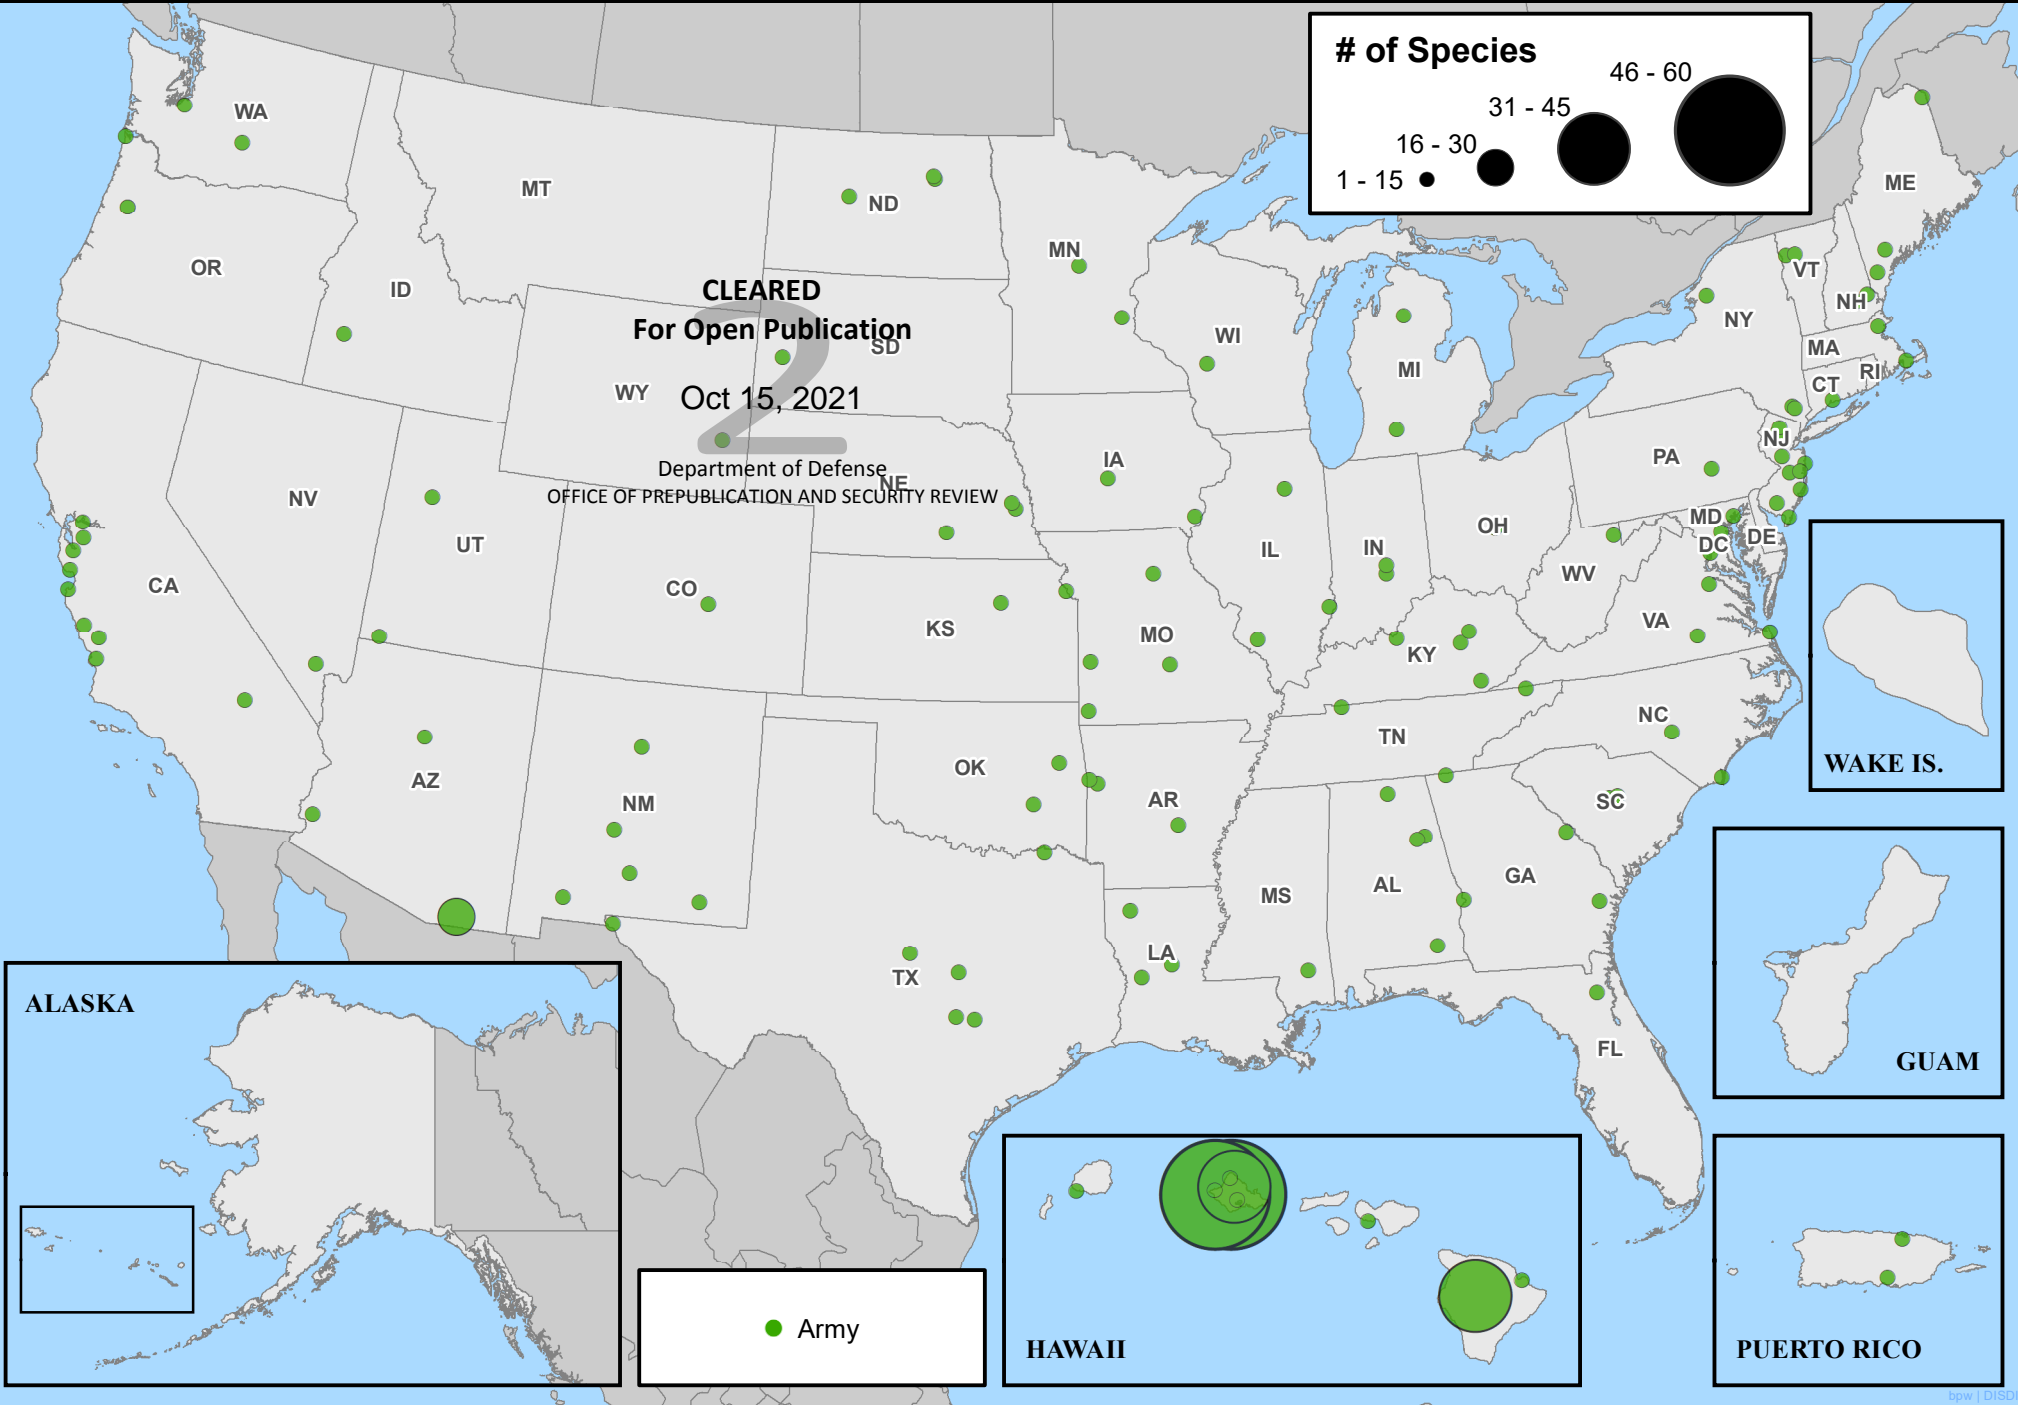 # of Species
46 - 60
31 - 45
16 - 30
1 - 15
WA
MT
ND
MN
ME
OR
ID
VT
NH
NY
WI
MI
MA
CT
RI
CLEARED
For Open Publication
SD
2
WY
Oct 15, 2021
Department of Defense
NE
OFFICE OF PREPUBLICATION AND SECURITY REVIEW
IA
PA
NJ
NV
UT
CA
CO
KS
MO
IL
IN
OH
WV
MD
DC
DE
VA
KY
NC
TN
AZ
NM
OK
AR
SC
MS
AL
GA
TX
LA
FL
WAKE IS.
GUAM
ALASKA
Army
HAWAII
PUERTO RICO
bpw | DISDI